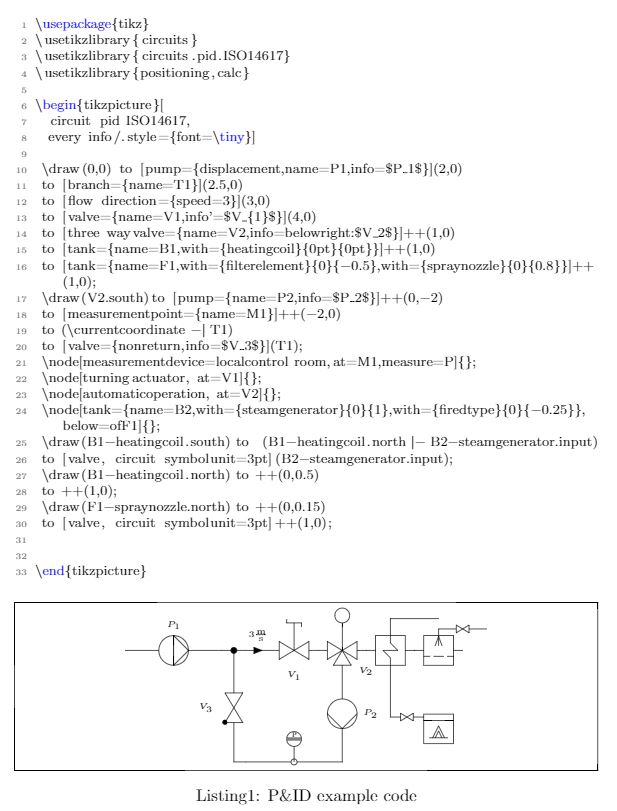 1 \usepackage{tikz}
2 \usetikzlibrary{circuits}
3 \usetikzlibrary{circuits.pid.ISO14617}
4 \usetikzlibrary{positioning,calc}
5
6 \begin{tikzpicture}[
7 circuit pid ISO14617,
8 every info/.style={font=\tiny}]
9
10 \draw(0,0) to [pump={displacement,name=P1,info=$P_1$}](2,0)
11 to [branch={name=T1}](2.5,0)
12 to [flow direction={speed=3}](3,0)
13 to [valve={name=V1,info'=$V_{1}$}](4,0)
14 to [three way valve={name=V2,info=belowright:$V_2$}]++(1,0)
15 to [tank={name=B1,with={heatingcoil}{0pt}{0pt}}]++(1,0)
16 to [tank={name=F1,with={filterelement}{0}{−0.5},with={spraynozzle}{0}{0.8}}]++
(1,0);
17 \draw(V2.south) to [pump={name=P2,info=$P_2$}]++(0,−2)
18 to [measurementpoint={name=M1}]++(−2,0)
19 to (\currentcoordinate −| T1)
20 to [valve={nonreturn,info=$V_3$}](T1);
21 \node[measurementdevice=localcontrol room,at=M1,measure=P]{};
22 \node[turning actuator, at=V1]{};
23 \node[automaticoperation, at=V2]{};
24 \node[tank={name=B2,with={steamgenerator}{0}{1},with={firedtype}{0}{−0.25}},
below=ofF1]{};
25 \draw(B1−heatingcoil.south) to (B1−heatingcoil.north |− B2−steamgenerator.input)
26 to [valve, circuit symbolunit=3pt](B2−steamgenerator.input);
27 \draw(B1−heatingcoil.north) to ++(0,0.5)
28 to ++(1,0);
29 \draw(F1−spraynozzle.north) to ++(0,0.15)
30 to [valve, circuit symbolunit=3pt]++(1,0);
31
32
33 \end{tikzpicture}
P1
3 m/s
V1
V2
V3
P2
P
Listing1: P&ID example code